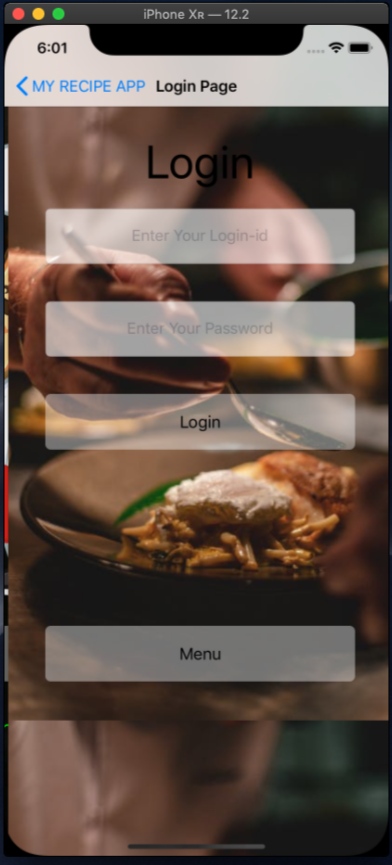 iPhone Xʀ — 12.2
6:01
MY RECIPE APP Login Page
Login
Enter Your Login-id
Enter Your Password
Login
Menu